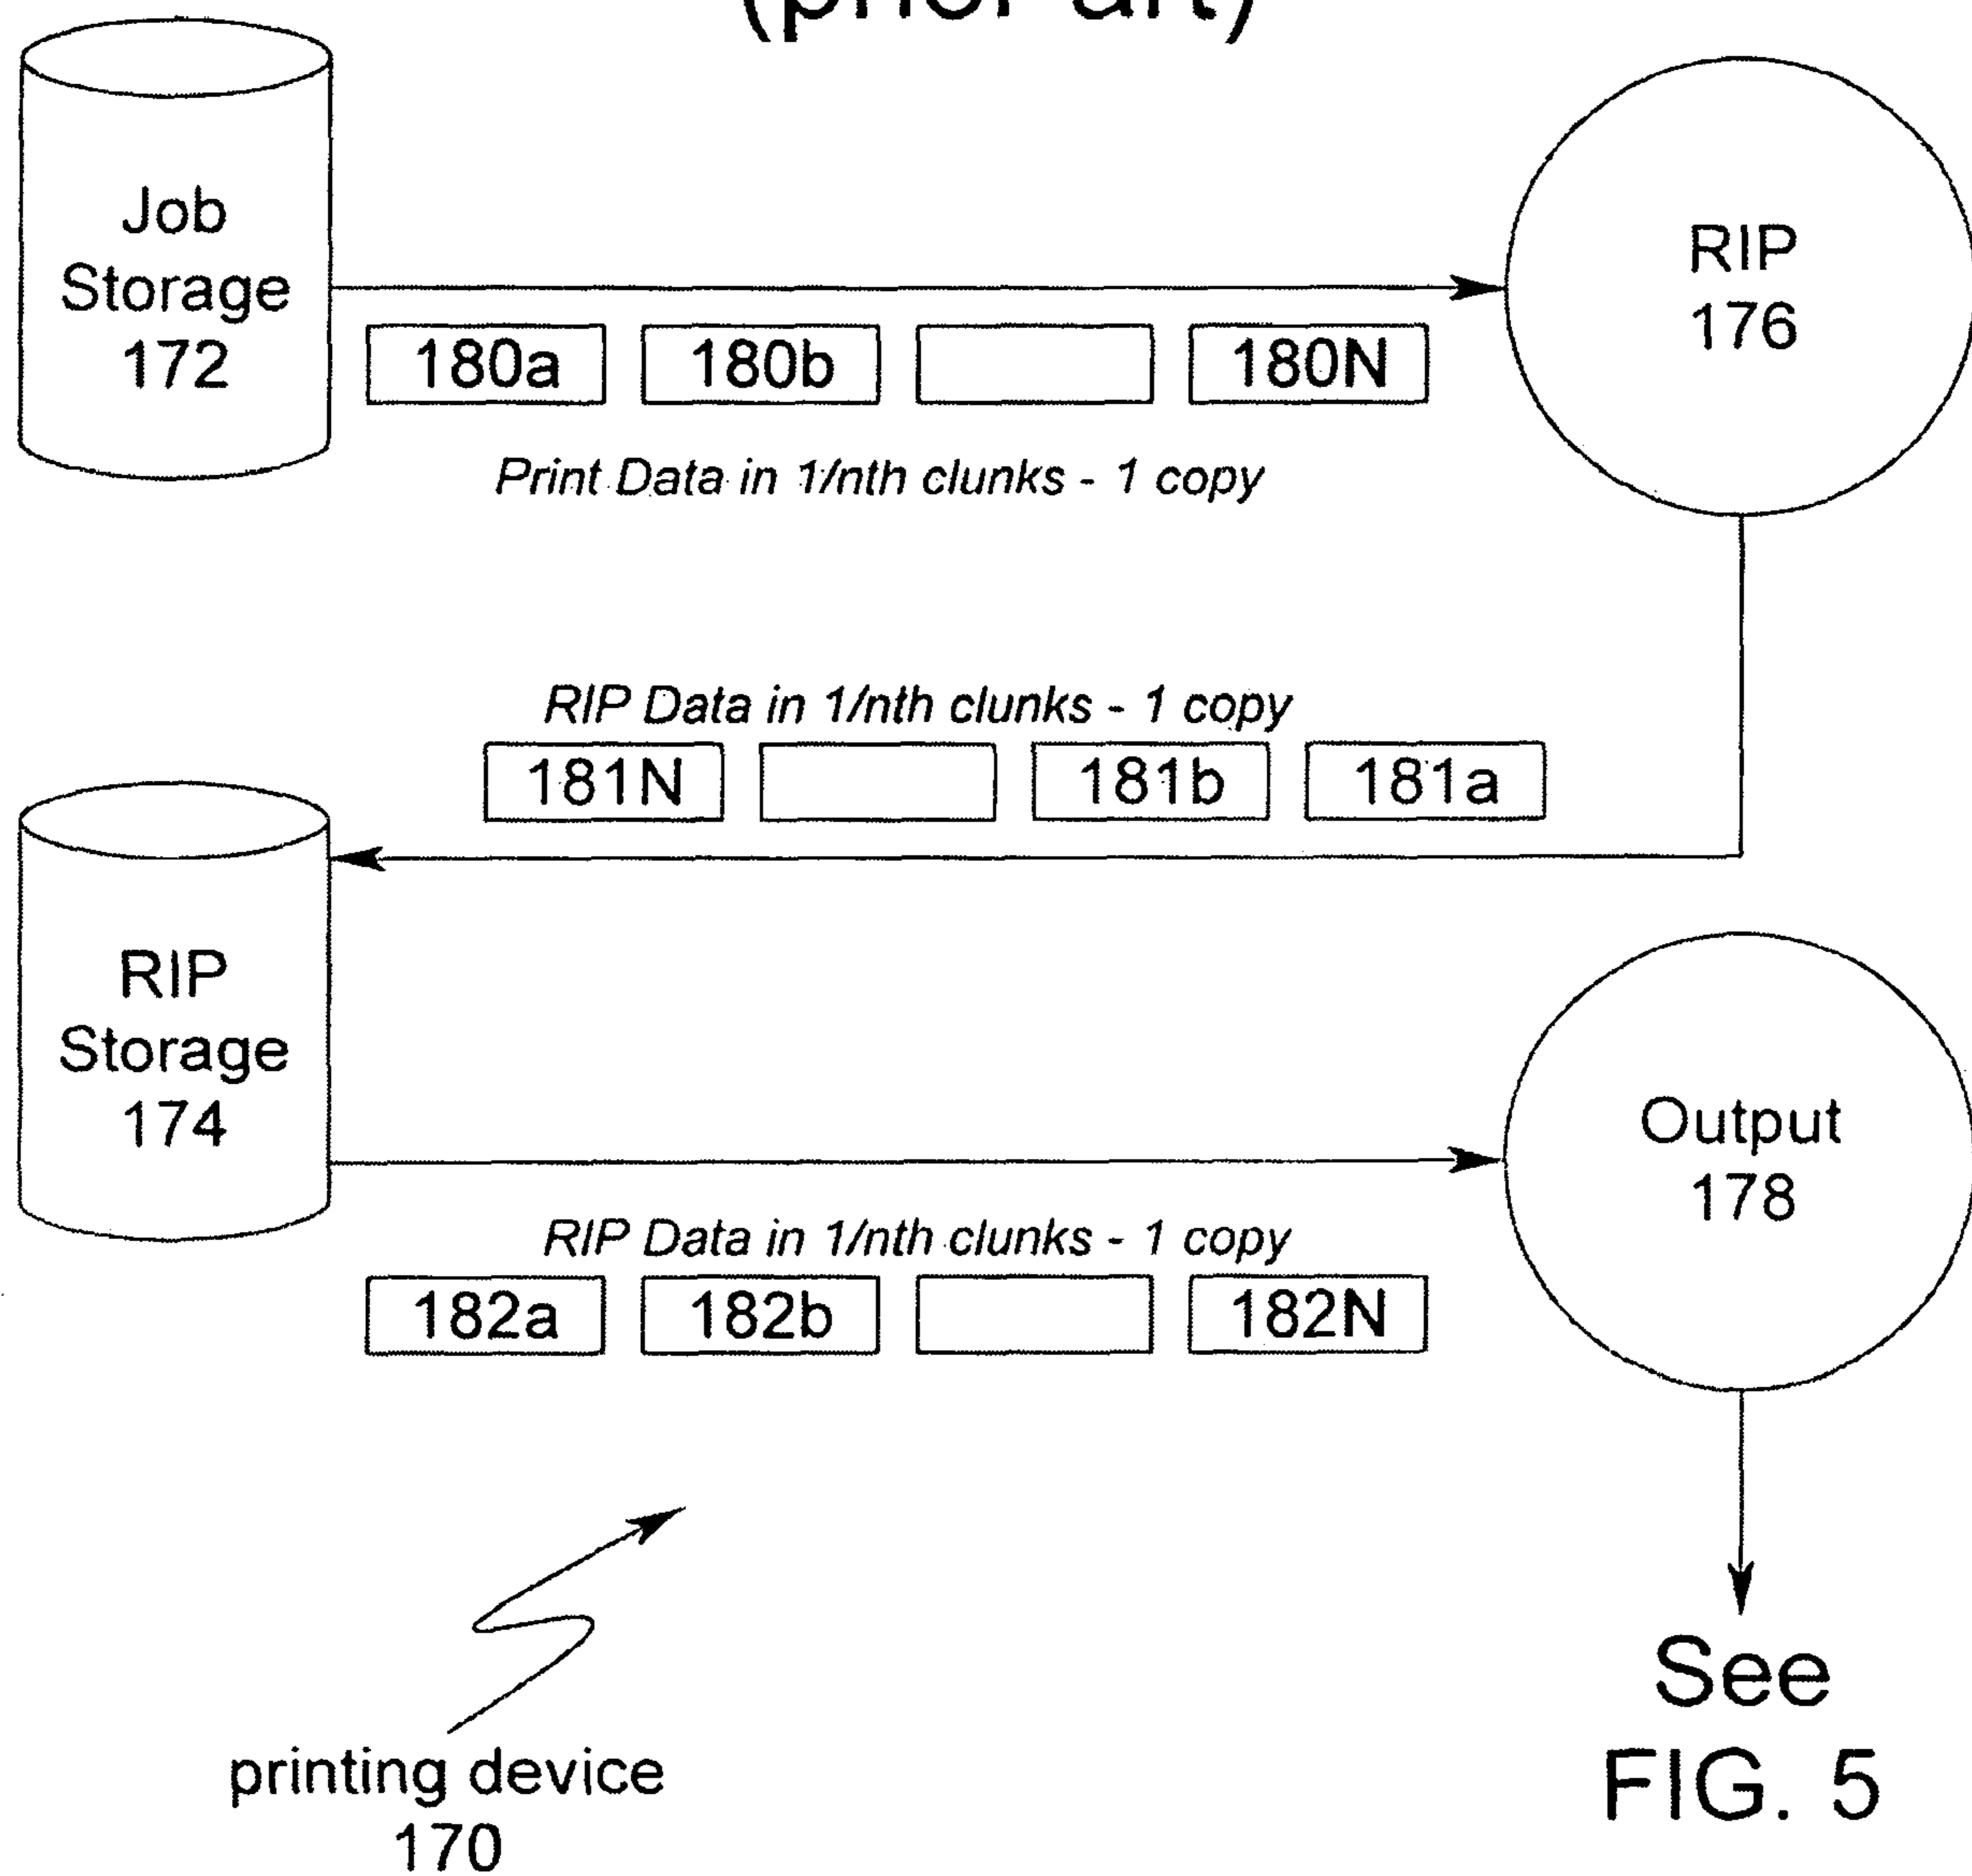 (prior art)
Job
Storage
172
RIP
176
180a 180b 180N
Print Data in 1/nth clunks - 1 copy
RIP Data in 1/nth clunks - 1 copy
181N 181b 181a
RIP
Storage
174
Output
178
RIP Data in 1/nth clunks - 1 copy
182a 182b 182N
printing device
170
See
FIG. 5